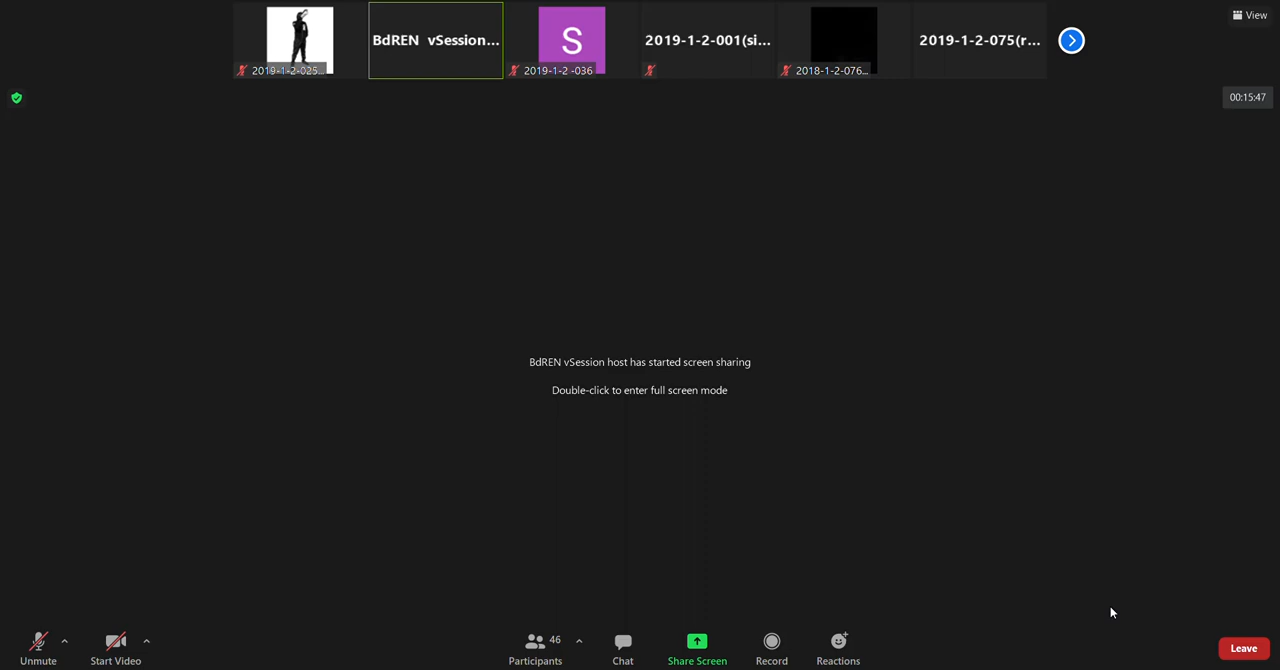 View
BdREN vSession...
S
2019-1-2-001(si...
2019-1-2-075(r...
2019-1-2-025...
2019-1-2 -036
2018-1-2-076...
00:15:47
BdREN vSession host has started screen sharing
Double-click to enter full screen mode
46
Unmute
Start Video
Participants
Chat
Share Screen
Record
Reactions
Leave